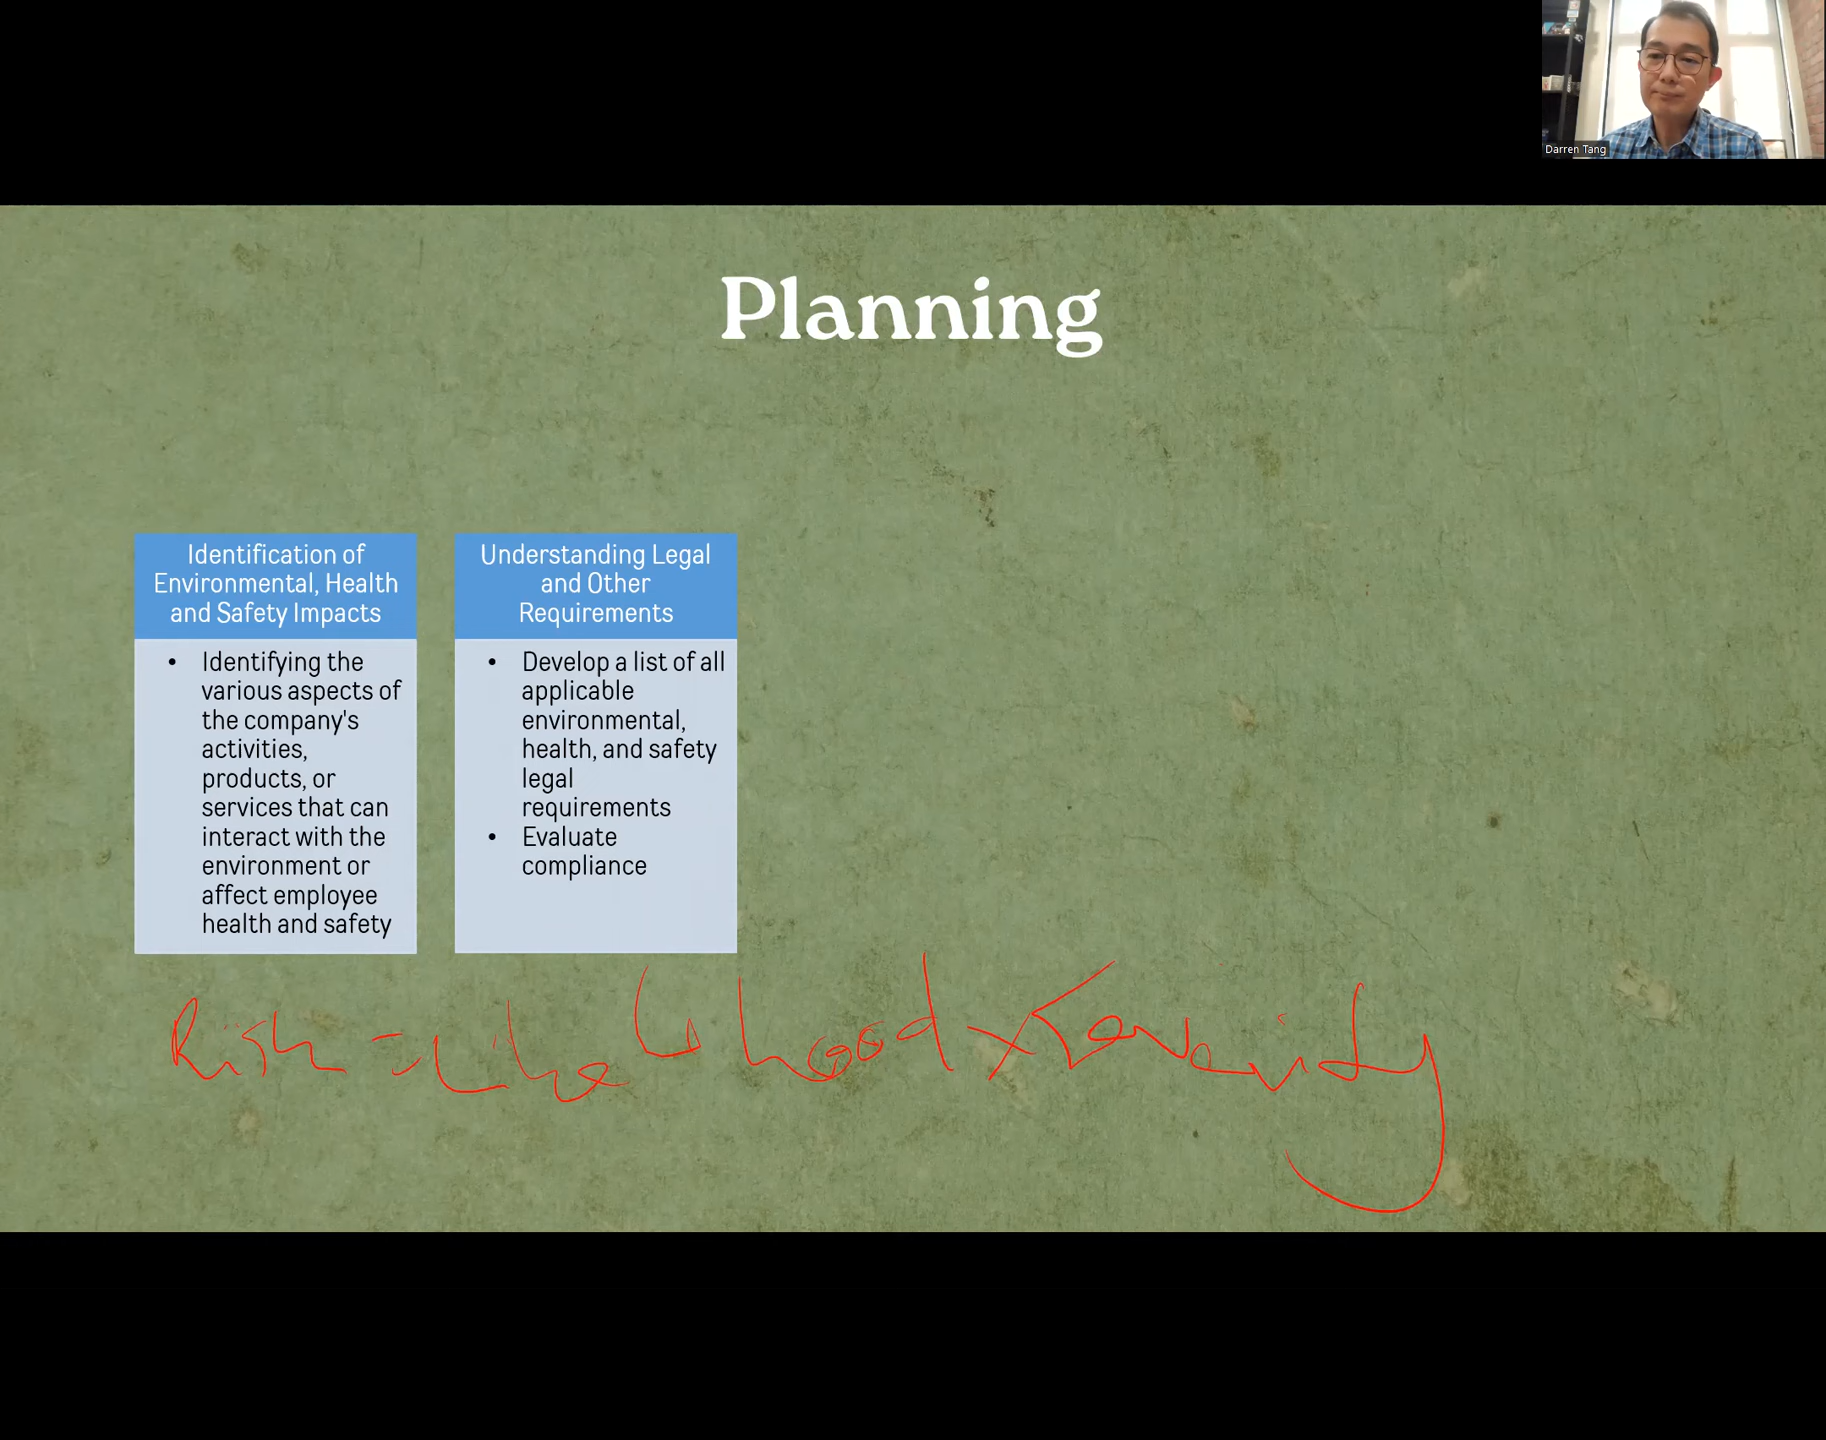 Darren Tang
Planning
Identification of
Environmental, Health
and Safety Impacts
• Identifying the
various aspects of
the company's
activities,
products, or
services that can
interact with the
environment or
affect employee
health and safety
Understanding Legal
and Other
Requirements
• Develop a list of all
applicable
environmental,
health, and safety
legal
requirements
• Evaluate
compliance
Risk = Likelihood x Severity